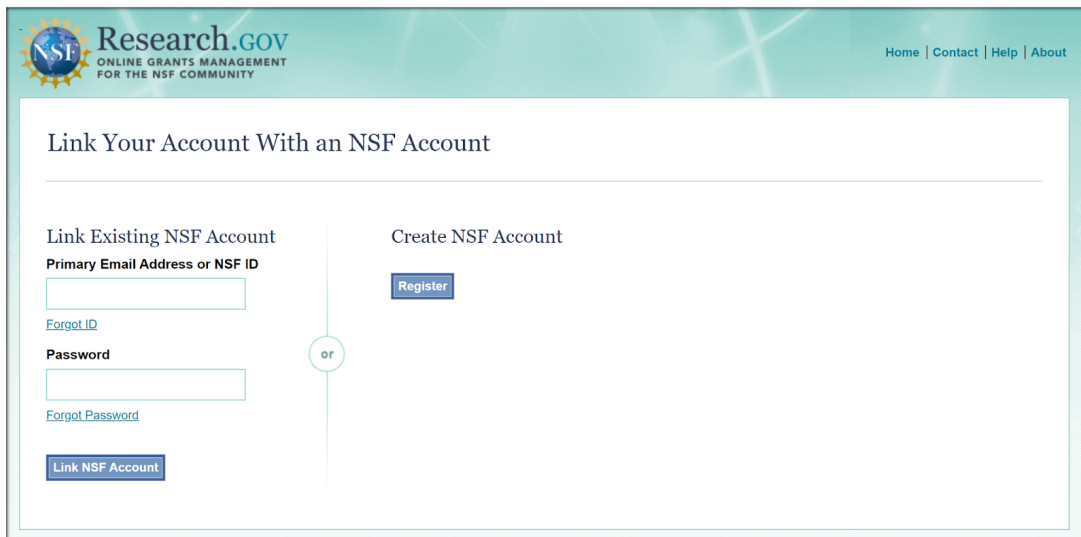 NSF
Research.gov
ONLINE GRANTS MANAGEMENT
FOR THE NSF COMMUNITY
Home | Contact | Help | About
Link Your Account With an NSF Account
Link Existing NSF Account
Primary Email Address or NSF ID
Forgot ID
Password
Forgot Password
Link NSF Account
or
Create NSF Account
Register